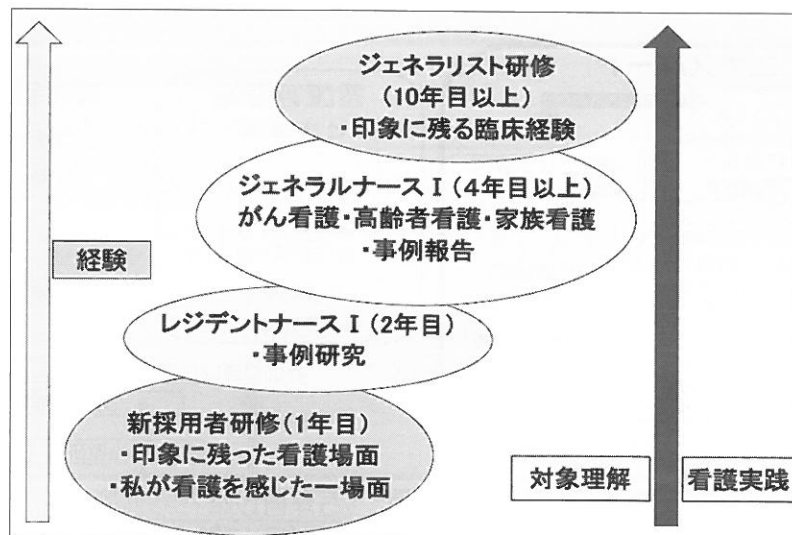 ジェネラリスト研修
(10年目以上)
・印象に残る臨床経験
ジェネラルナースⅠ(4年目以上)
がん看護・高齢者看護・家族看護
・事例報告
経験
レジデントナースⅠ(2年目)
・事例研究
新採用者研修(1年目)
・印象に残った看護場面
・私が看護を感じた一場面
対象理解
看護実践